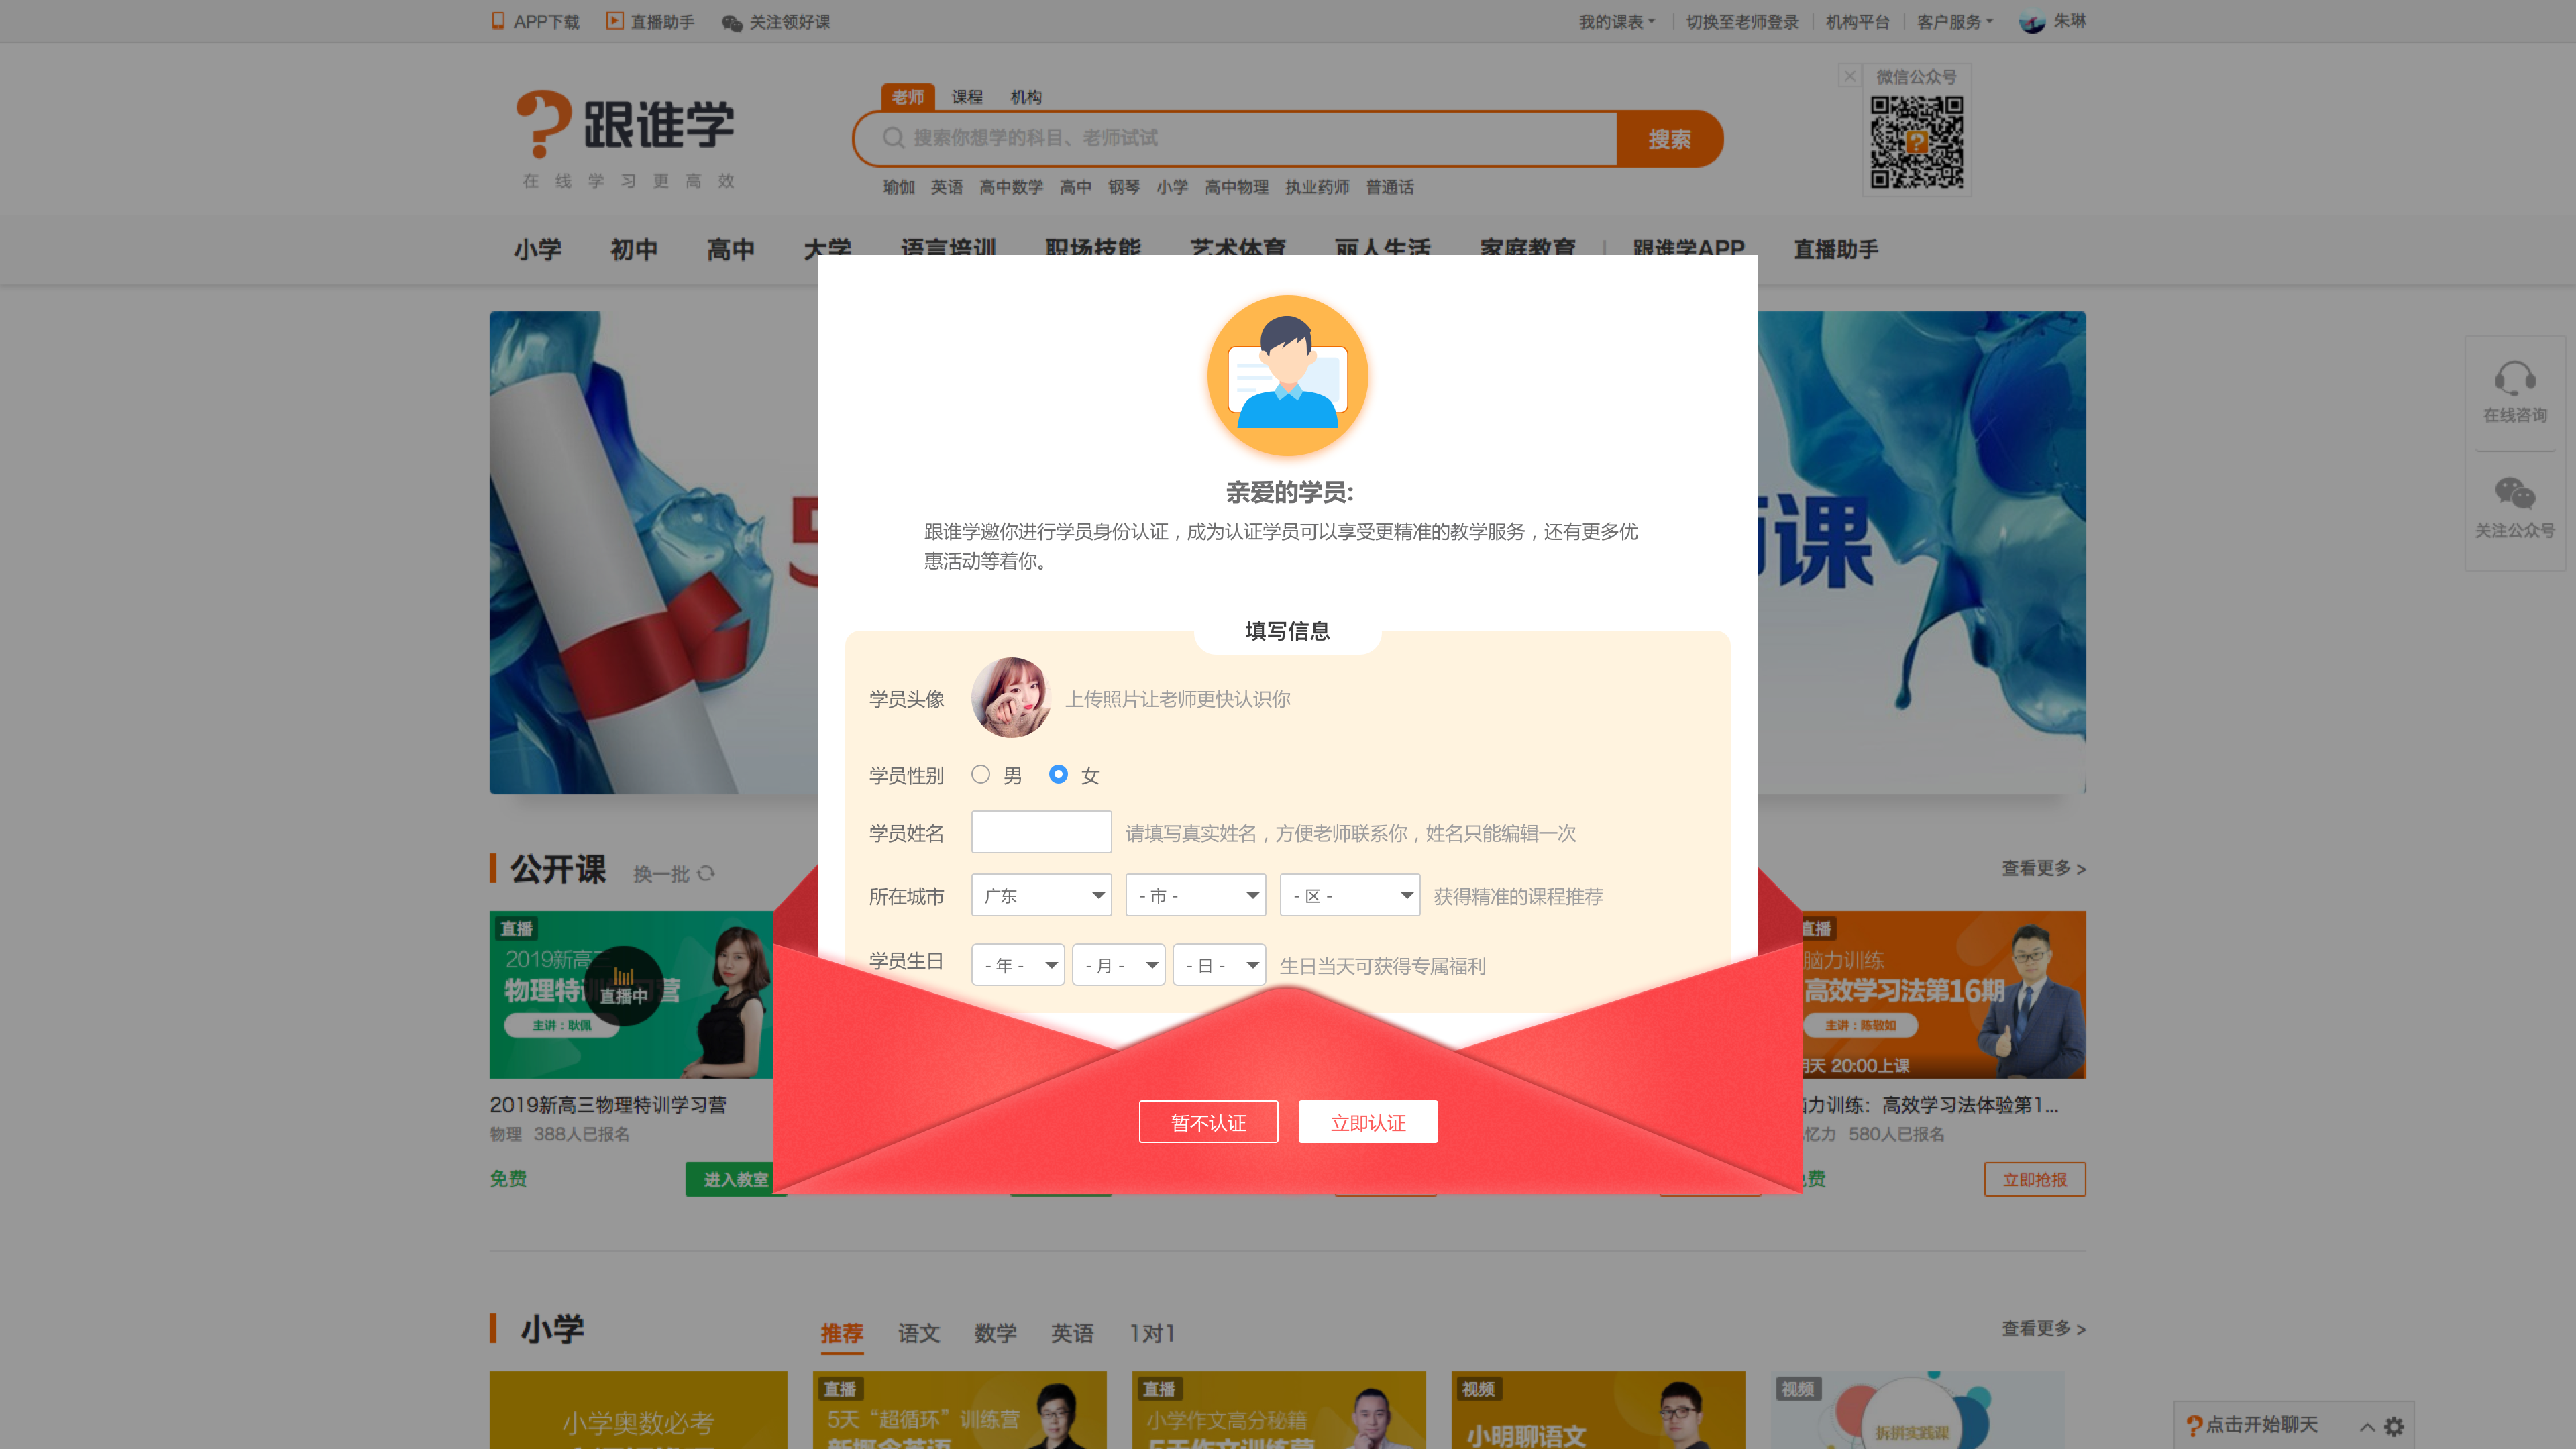 APP下载 直播助手 关注领好课 我的课表 切换至老师登录 机构平台 客户服务 朱琳
微信公众号
老师 课程 机构
跟谁学
搜索你想学的科目、老师试试 搜索
在线学习更高效
瑜伽 英语 高中数学 高中 钢琴 小学 高中物理 执业药师 普通话
小学 初中 高中 大学 语言培训 职场技能 艺术体育 丽人生活 家庭教育 跟谁学APP 直播助手
在线咨询
关注公众号
师课
亲爱的学员:
跟谁学邀你进行学员身份认证，成为认证学员可以享受更精准的教学服务，还有更多优
惠活动等着你。
填写信息
学员头像 上传照片让老师更快认识你
学员性别 男 女
学员姓名 请填写真实姓名，方便老师联系你，姓名只能编辑一次
所在城市 广东 - 市 - - 区 - 获得精准的课程推荐
学员生日 - 年 - - 月 - - 日 - 生日当天可获得专属福利
暂不认证 立即认证
公开课 换一批 查看更多 >
直播
2019新高三
物理特训 习营
直播中
主讲：耿佩
2019新高三物理特训学习营
物理 388人已报名
免费 进入教室
直播
脑力训练
高效学习法第16期
主讲：陈敬如
明天 20:00上课
脑力训练：高效学习法体验第1...
记忆力 580人已报名
免费 立即抢报
小学 推荐 语文 数学 英语 1对1 查看更多 >
小学奥数必考
直播
5天“超循环”训练营
新概念英语
直播
小学作文高分秘籍
5天作文训练营
视频
小明聊语文
视频
拆拼实践课
点击开始聊天